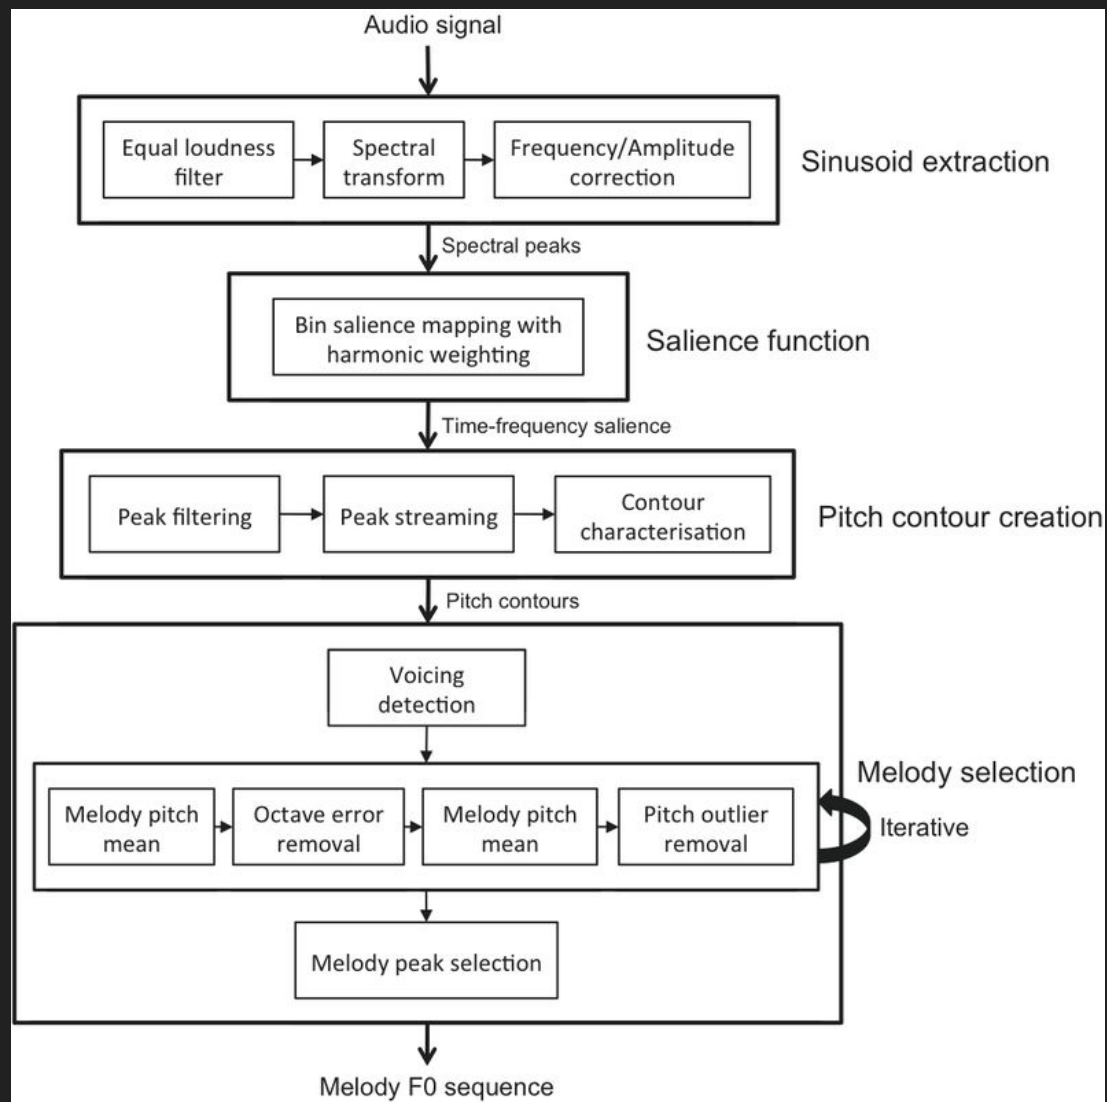 Audio signal
Equal loudness
filter
Spectral
transform
Frequency/Amplitude
correction
Sinusoid extraction
Spectral peaks
Bin salience mapping with
harmonic weighting
Salience function
Time-frequency salience
Peak filtering
Peak streaming
Contour
characterisation
Pitch contour creation
Pitch contours
Voicing
detection
Melody selection
Melody pitch
mean
Octave error
removal
Melody pitch
mean
Pitch outlier
removal
Iterative
Melody peak selection
Melody F0 sequence